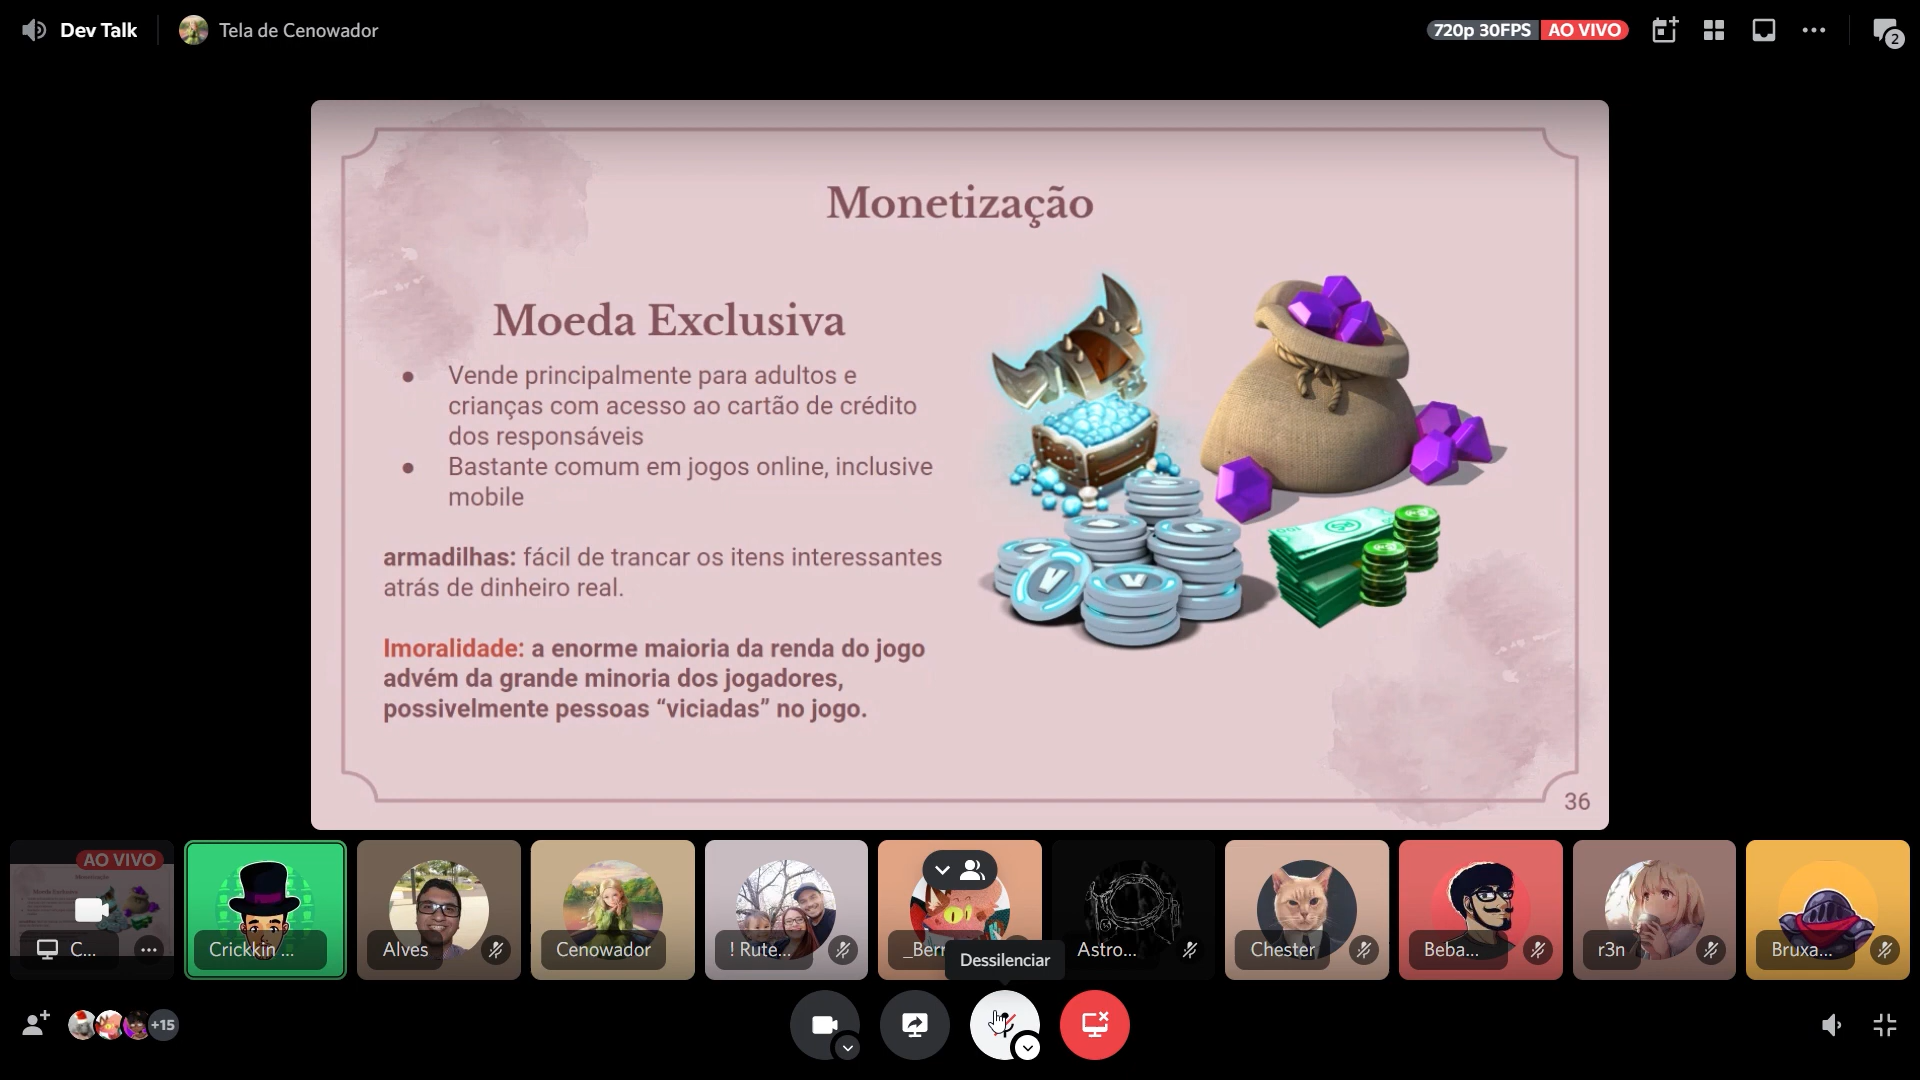 Dev Talk
Tela de Cenowador
720p 30FPS AO VIVO
2
Monetização
Moeda Exclusiva
● Vende principalmente para adultos e
crianças com acesso ao cartão de crédito
dos responsáveis
● Bastante comum em jogos online, inclusive
mobile
armadilhas: fácil de trancar os itens interessantes
atrás de dinheiro real.
Imoralidade: a enorme maioria da renda do jogo
advém da grande minoria dos jogadores,
possivelmente pessoas “viciadas” no jogo.
36
AO VIVO
C...
Crickkin ...
Alves
Cenowador
! Rute...
_Berr
Astro...
Chester
Beba...
r3n
Bruxa...
Dessilenciar
+15